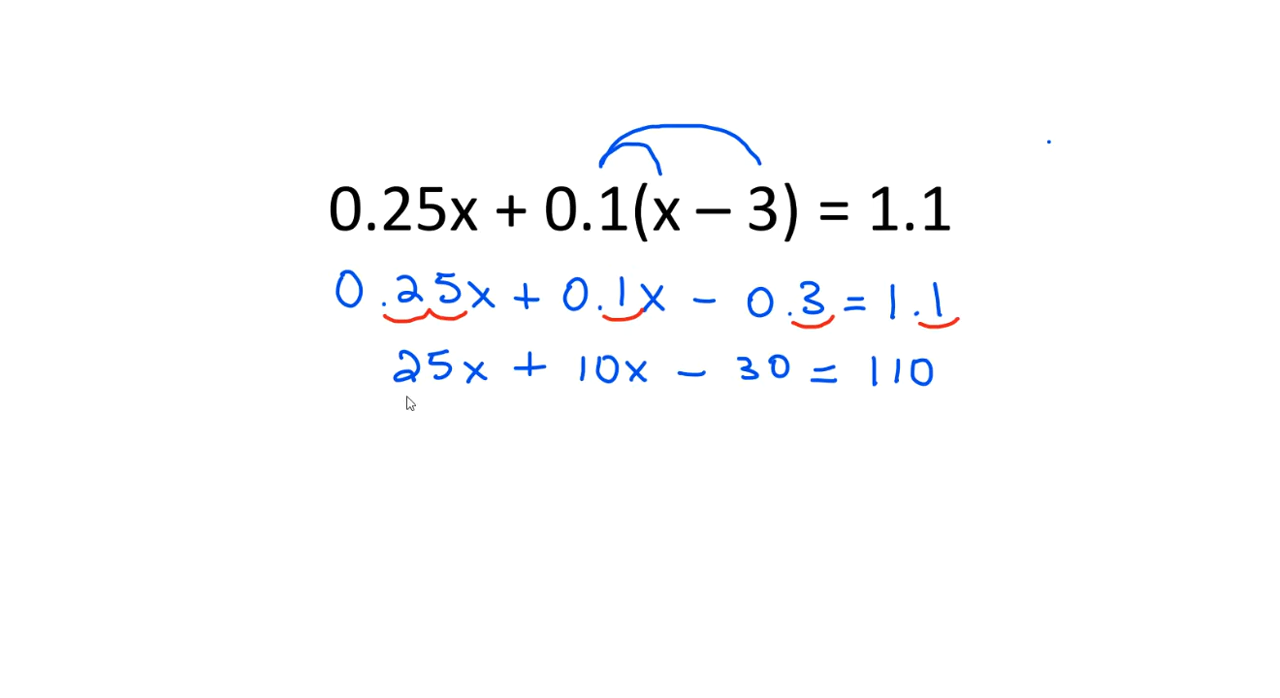 0.25x + 0.1(x – 3) = 1.1
0.25x + 0.1x - 0.3 = 1.1
25x + 10x - 30 = 110